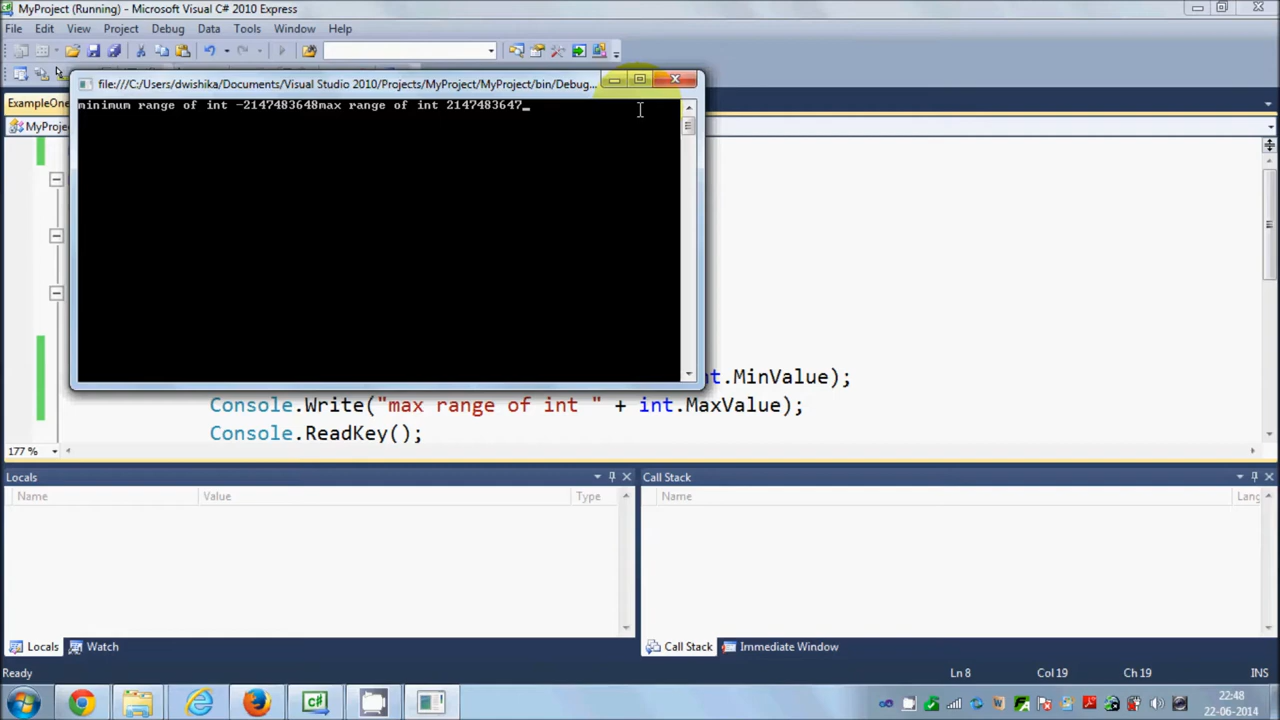 MyProject (Running) - Microsoft Visual C# 2010 Express
File Edit View Project Debug Data Tools Window Help
file:///C:/Users/dwishika/Documents/Visual Studio 2010/Projects/MyProject/MyProject/bin/Debug...
ExampleOne
minimum range of int -2147483648max range of int 2147483647_
MyProje
nt.MinValue);
Console.Write("max range of int " + int.MaxValue);
Console.ReadKey();
177 %
Locals Call Stack
Name Value Type Name Lang
Locals Watch Call Stack Immediate Window
Ready Ln 8 Col 19 Ch 19 INS
22:48
22-06-2014